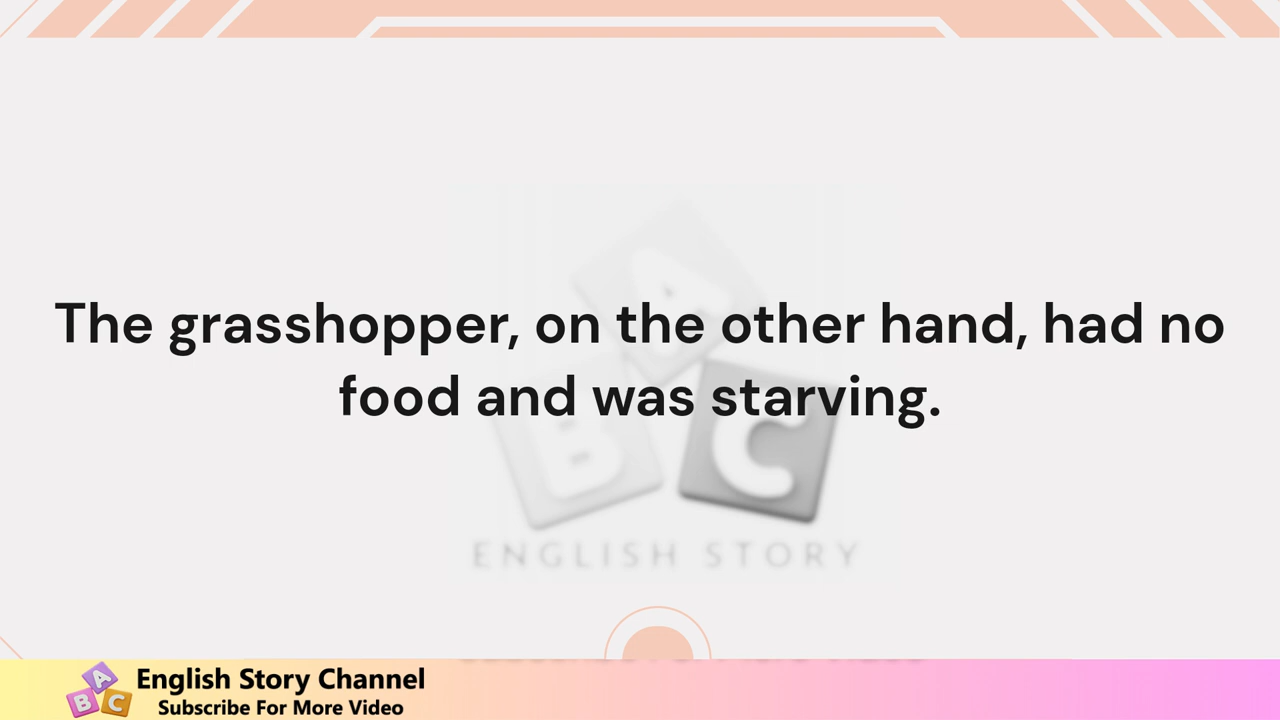 The grasshopper, on the other hand, had no
food and was starving.
A
B
C
ENGLISH STORY
A
B
C
English Story Channel
Subscribe For More Video